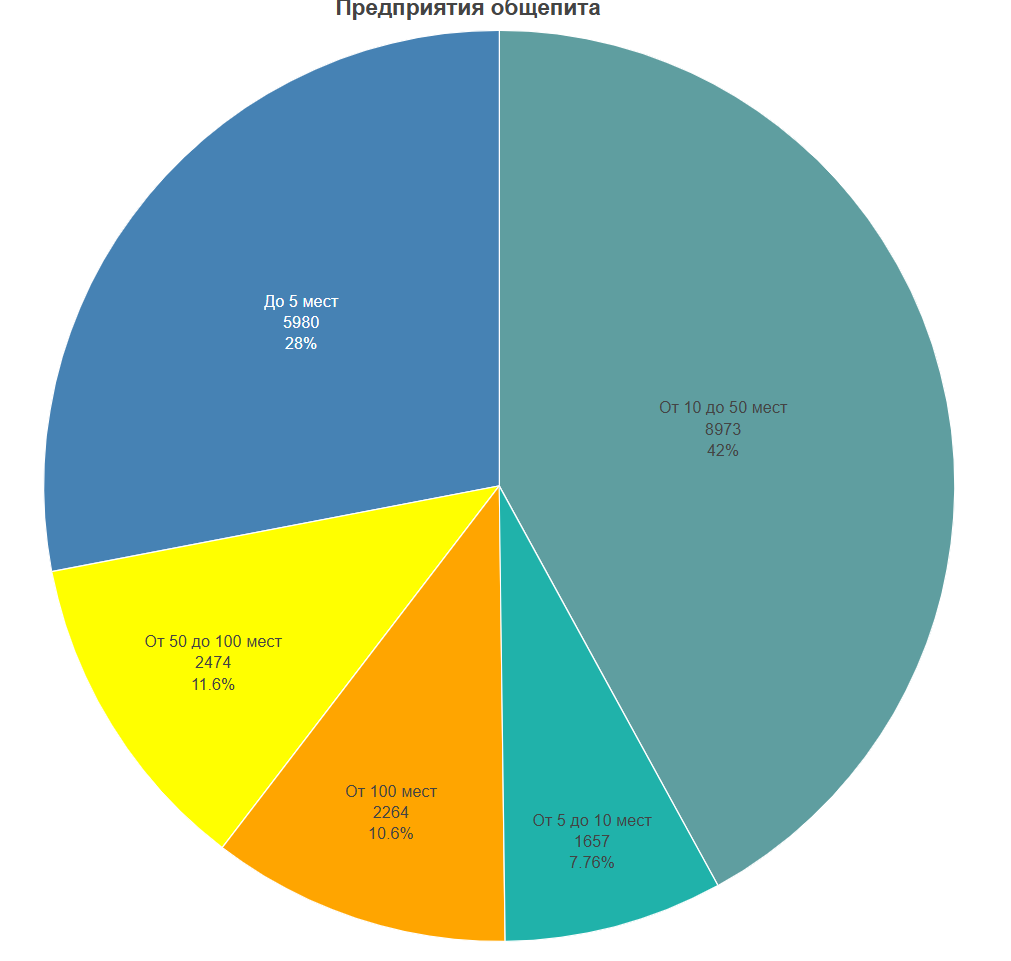 Предприятия общепита
До 5 мест
5980
28%
От 10 до 50 мест
8973
42%
От 50 до 100 мест
2474
11.6%
От 100 мест
2264
10.6%
От 5 до 10 мест
1657
7.76%